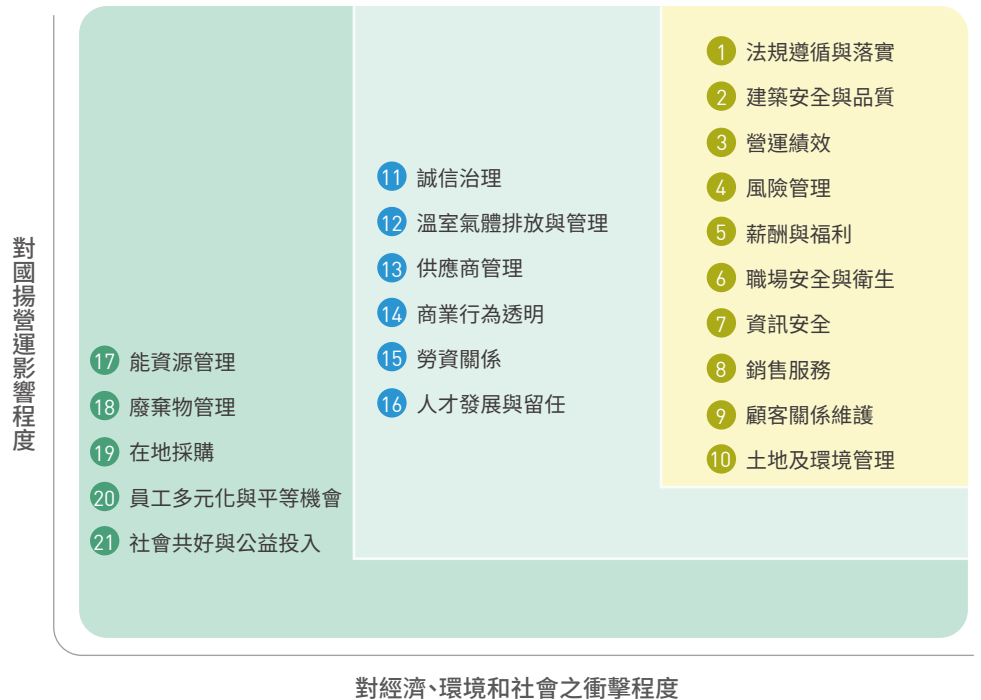 對國揚營運影響程度
1 法規遵循與落實
2 建築安全與品質
3 營運績效
4 風險管理
5 薪酬與福利
6 職場安全與衛生
7 資訊安全
8 銷售服務
9 顧客關係維護
10 土地及環境管理
11 誠信治理
12 溫室氣體排放與管理
13 供應商管理
14 商業行為透明
15 勞資關係
16 人才發展與留任
17 能資源管理
18 廢棄物管理
19 在地採購
20 員工多元化與平等機會
21 社會共好與公益投入
對經濟、環境和社會之衝擊程度